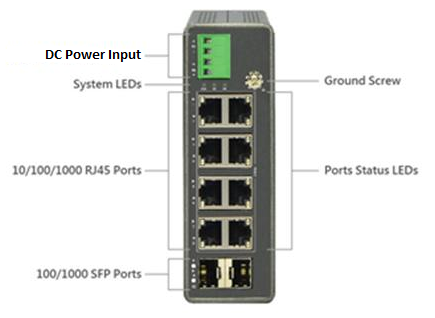 DC Power Input
System LEDs
Ground Screw
10/100/1000 RJ45 Ports
Ports Status LEDs
100/1000 SFP Ports